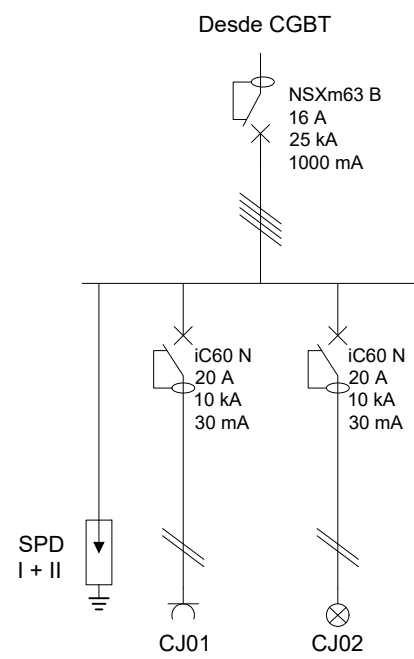 Desde CGBT
NSXm63 B
16 A
25 kA
1000 mA
iC60 N
20 A
10 kA
30 mA
iC60 N
20 A
10 kA
30 mA
SPD
I + II
CJ01
CJ02